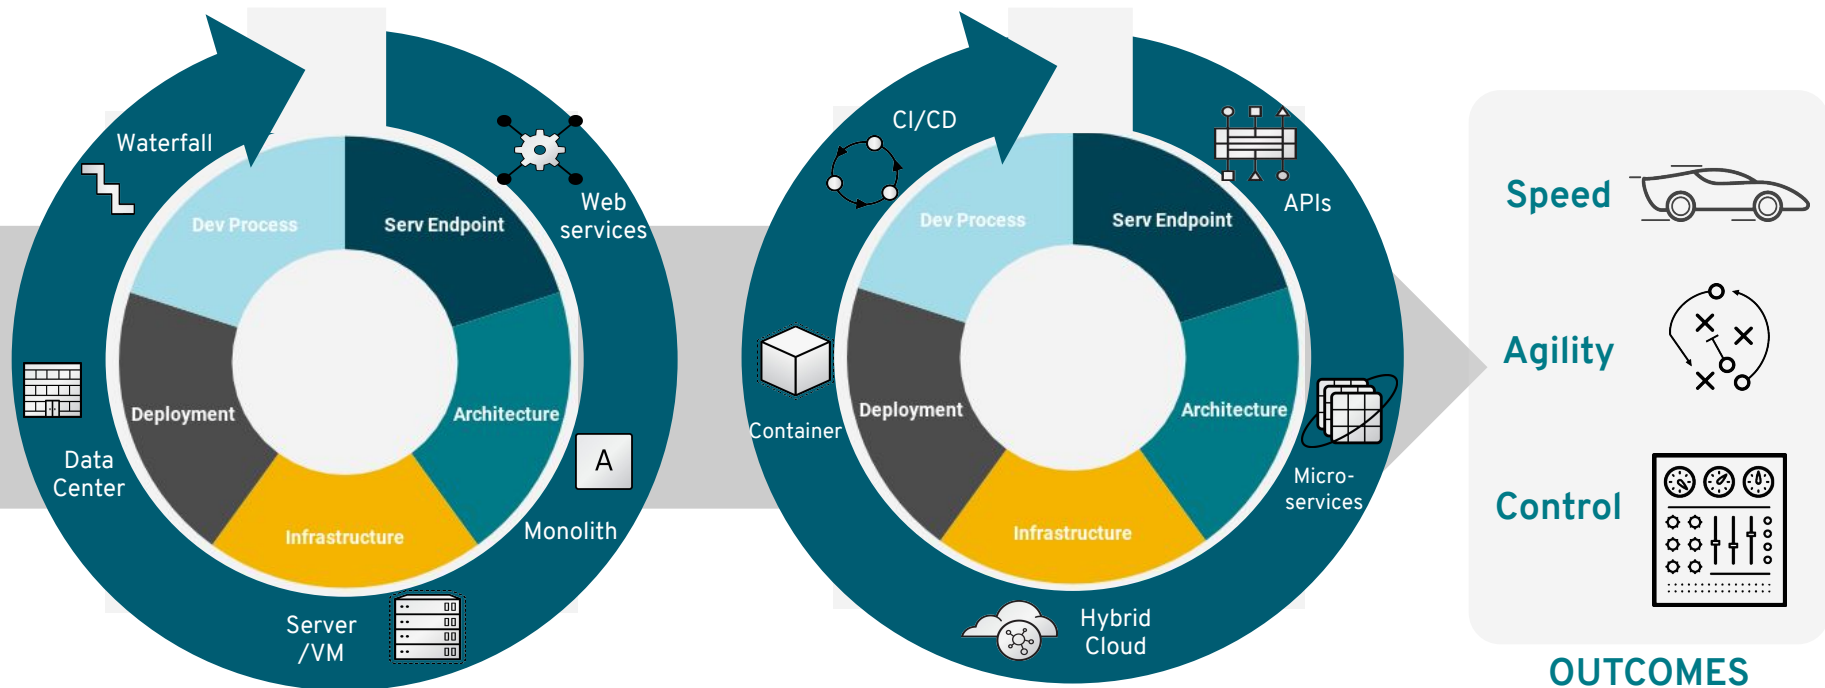 Waterfall
Web
services
Dev Process
Serv Endpoint
Deployment
Architecture
Infrastructure
Data
Center
A
Monolith
Server
/VM
CI/CD
APIs
Dev Process
Serv Endpoint
Container
Deployment
Architecture
Infrastructure
Micro-
services
Hybrid
Cloud
Speed
Agility
Control
OUTCOMES